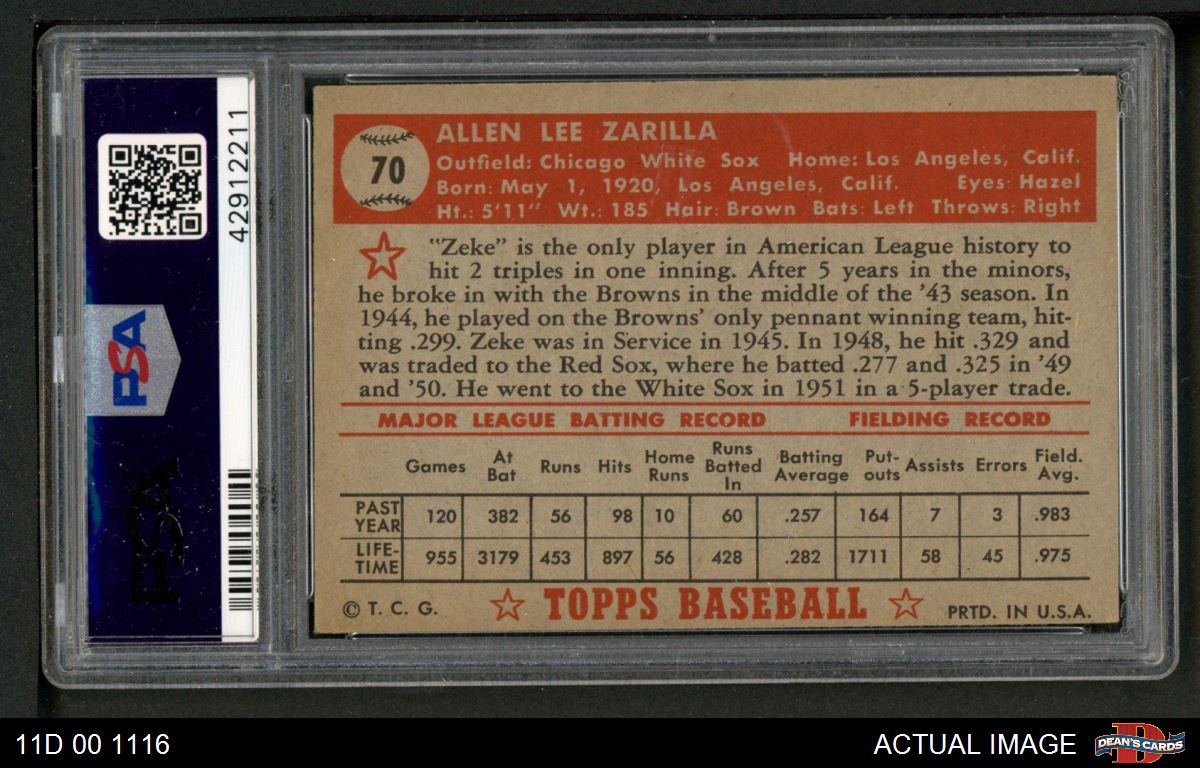 42912211
PSA
PSA
70
ALLEN LEE ZARILLA
Outfield: Chicago White Sox Home: Los Angeles, Calif.
Born: May 1, 1920, Los Angeles, Calif. Eyes: Hazel
Ht.: 5'11" Wt.: 185 Hair: Brown Bats: Left Throws: Right
"Zeke" is the only player in American League history to
hit 2 triples in one inning. After 5 years in the minors,
he broke in with the Browns in the middle of the '43 season. In
1944, he played on the Browns' only pennant winning team, hit-
ting .299. Zeke was in Service in 1945. In 1948, he hit .329 and
was traded to the Red Sox, where he batted .277 and .325 in '49
and '50. He went to the White Sox in 1951 in a 5-player trade.
MAJOR LEAGUE BATTING RECORD FIELDING RECORD
Games At Bat Runs Hits Home Runs Runs Batted In Batting Average Put-outs Assists Errors Field. Avg.
PAST YEAR 120 382 56 98 10 60 .257 164 7 3 .983
LIFE-TIME 955 3179 453 897 56 428 .282 1711 58 45 .975
© T. C. G. TOPPS BASEBALL PRTD. IN U.S.A.
11D 00 1116 ACTUAL IMAGE DEAN'S CARDS